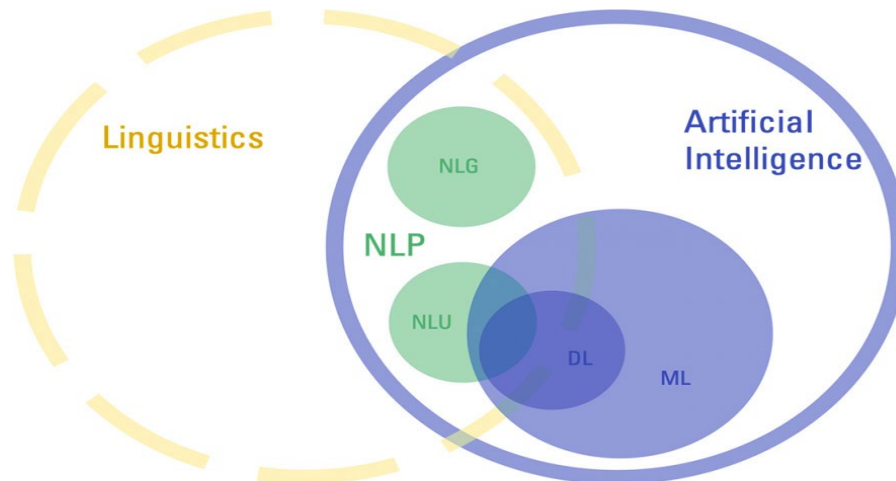 Linguistics
Artificial
Intelligence
NLG
NLP
NLU
DL
ML